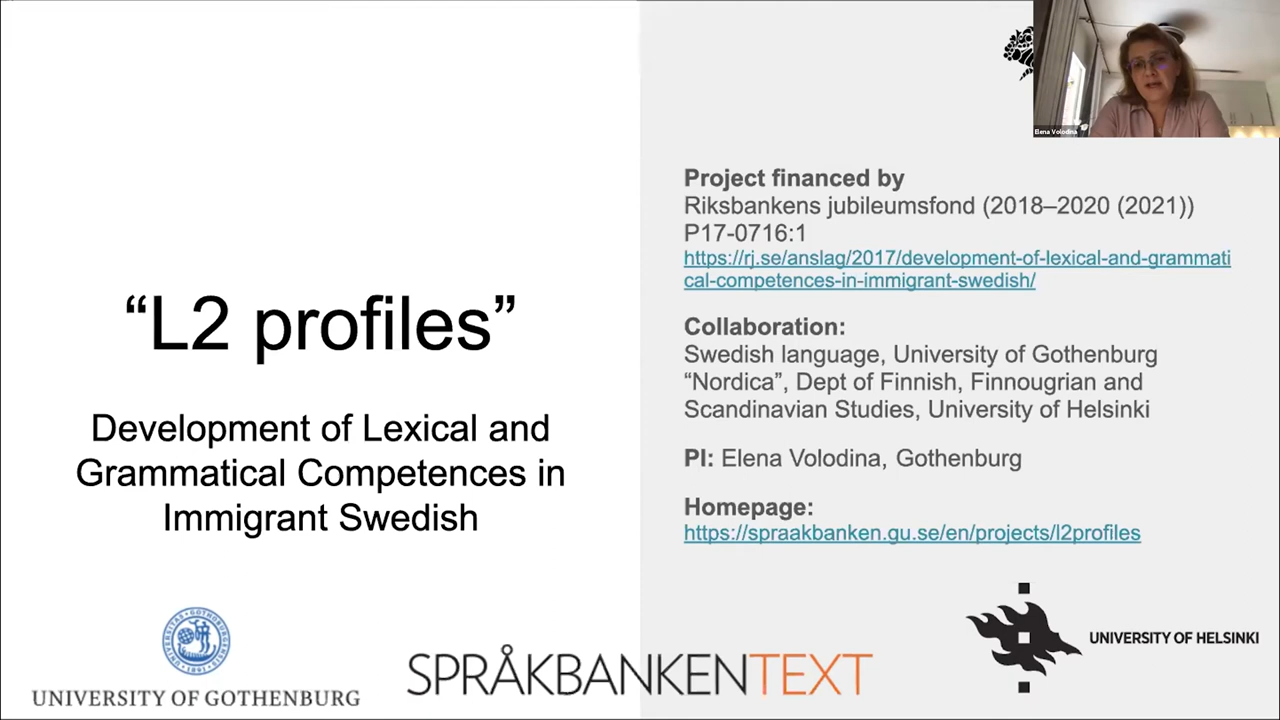 “L2 profiles”
Development of Lexical and
Grammatical Competences in
Immigrant Swedish
UNIVERSITY OF GOTHENBURG
SPRÅKBANKENTEXT
Elena Volodina
Project financed by
Riksbankens jubileumsfond (2018–2020 (2021))
P17-0716:1
https://rj.se/anslag/2017/development-of-lexical-and-grammati
cal-competences-in-immigrant-swedish/
Collaboration:
Swedish language, University of Gothenburg
“Nordica”, Dept of Finnish, Finnougrian and
Scandinavian Studies, University of Helsinki
PI: Elena Volodina, Gothenburg
Homepage:
https://spraakbanken.gu.se/en/projects/l2profiles
UNIVERSITY OF HELSINKI